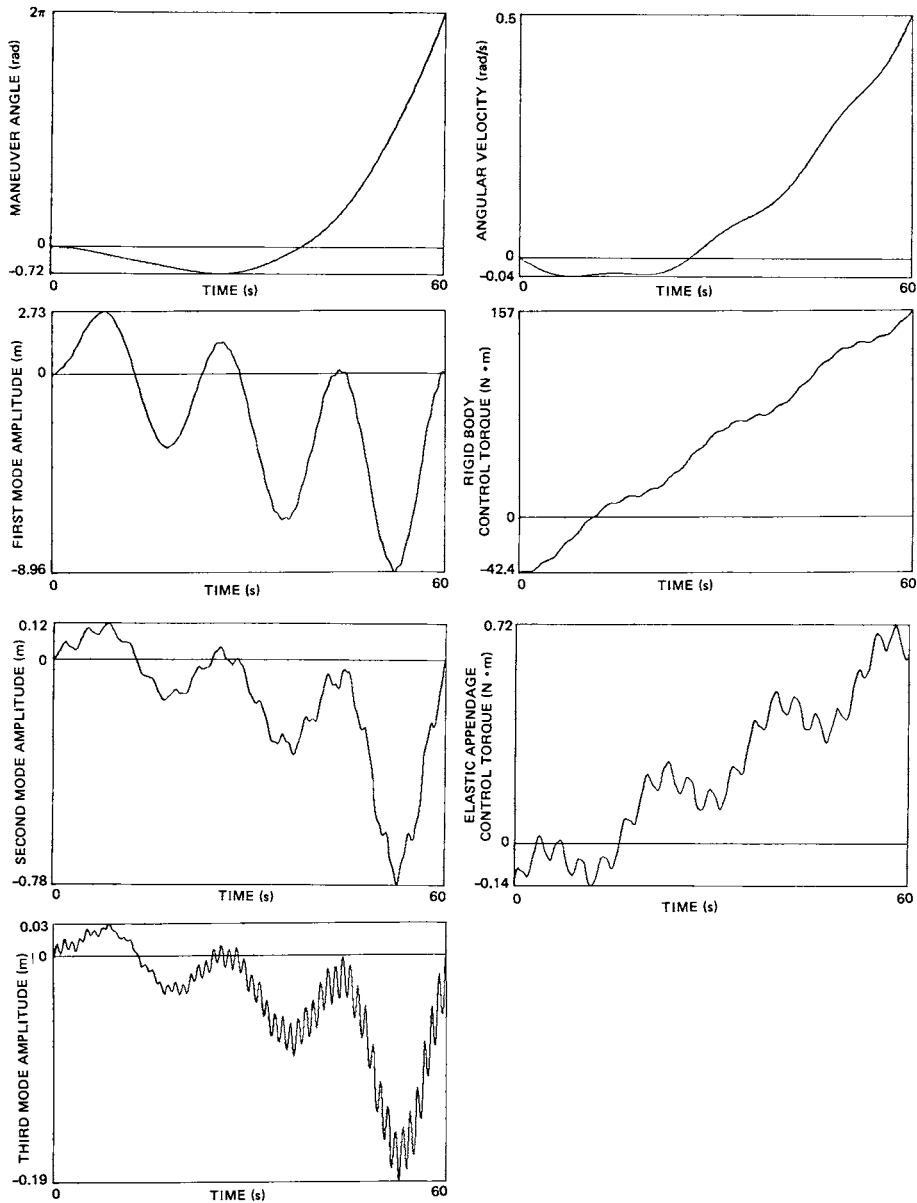 2π
MANEUVER ANGLE (rad)
0
-0.72
0
TIME (s)
60
0.5
ANGULAR VELOCITY (rad/s)
0
-0.04
0
TIME (s)
60
2.73
FIRST MODE AMPLITUDE (m)
0
-8.96
0
TIME (s)
60
157
RIGID BODY
CONTROL TORQUE (N • m)
0
-42.4
0
TIME (s)
60
0.12
SECOND MODE AMPLITUDE (m)
0
-0.78
0
TIME (s)
60
0.72
ELASTIC APPENDAGE
CONTROL TORQUE (N • m)
0
-0.14
0
TIME (s)
60
0.03
THIRD MODE AMPLITUDE (m)
0
-0.19
0
TIME (s)
60